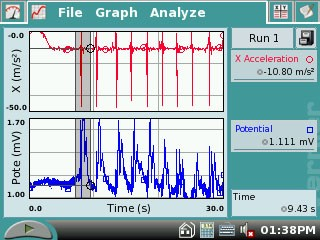 File Graph Analyze
-0.0
X (m/s²)
-50.0
Run 1
X Acceleration
-10.80 m/s²
1.70
Pote (mV)
1.00
Potential
1.111 mV
0.0
Time (s)
30.0
Time
9.43 s
01:38PM